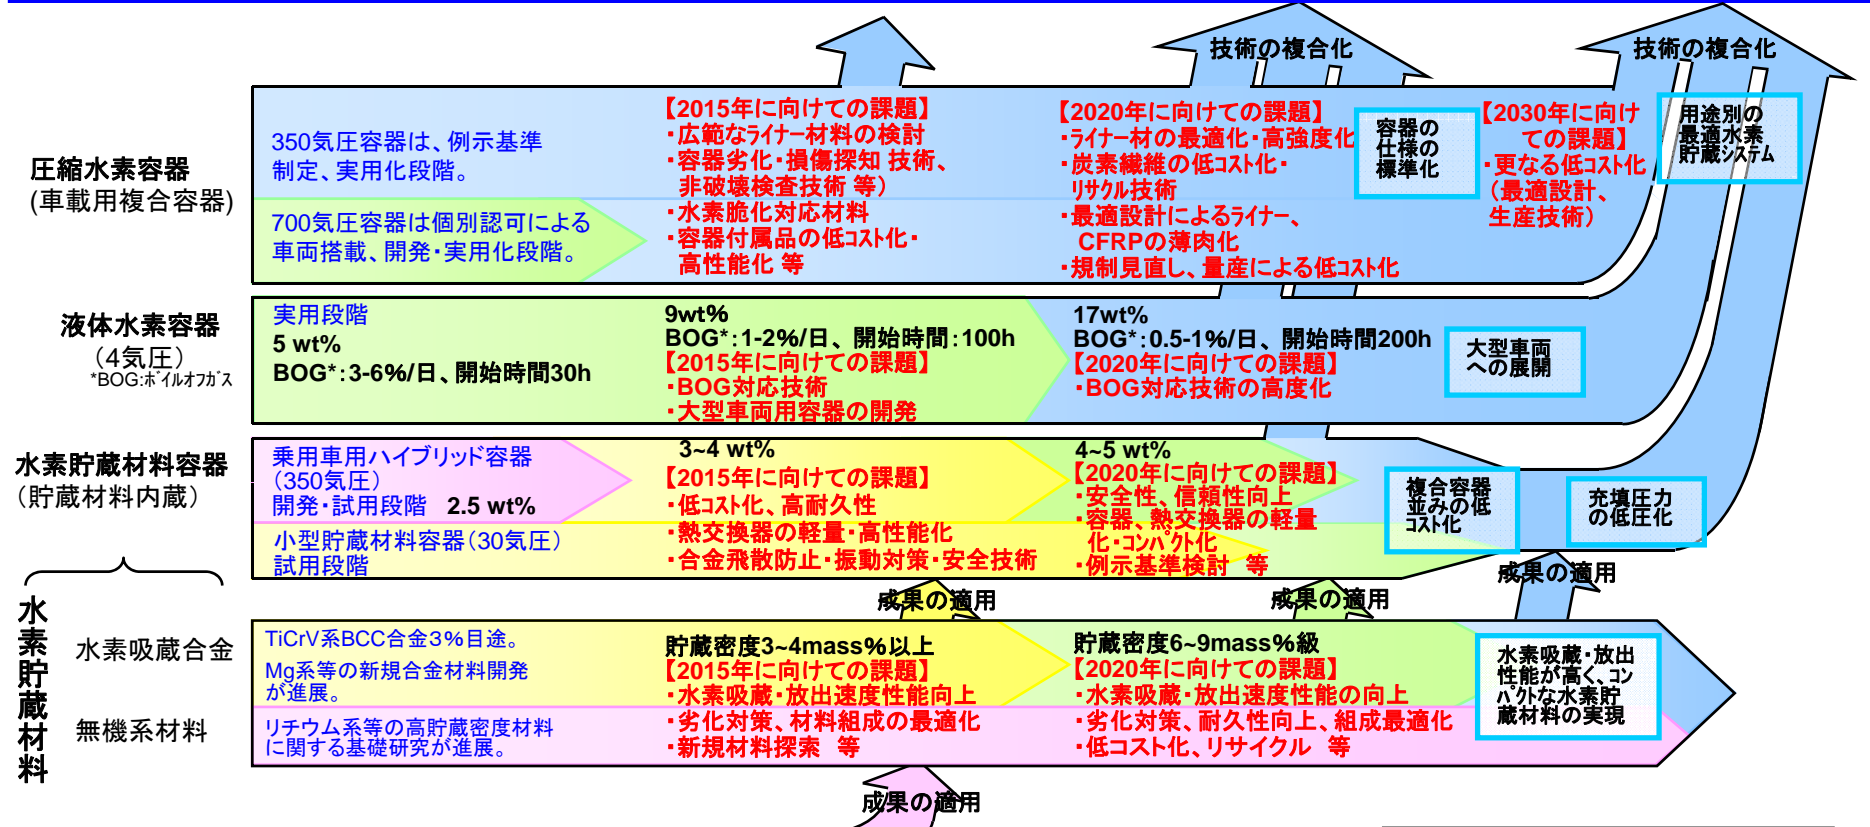 技術の複合化
技術の複合化
圧縮水素容器
(車載用複合容器)
350気圧容器は、例示基準
制定、実用化段階。
700気圧容器は個別認可による
車両搭載、開発・実用化段階。
【2015年に向けての課題】
・広範なライナー材料の検討
・容器劣化・損傷探知 技術、
非破壊検査技術 等）
・水素脆化対応材料
・容器付属品の低コスト化・
高性能化 等
【2020年に向けての課題】
・ライナー材の最適化・高強度化
・炭素繊維の低コスト化・
リサクル技術
・最適設計によるライナー、
CFRPの薄肉化
・規制見直し、量産による低コスト化
容器の
仕様の
標準化
【2030年に向け
ての課題】
・更なる低コスト化
（最適設計、
生産技術）
用途別の
最適水素
貯蔵システム
液体水素容器
（4気圧）
*BOG:ボイルオフガス
実用段階
5 wt%
BOG*：3-6%/日、開始時間30h
9wt%
BOG*：1-2%/日、開始時間：100h
【2015年に向けての課題】
・BOG対応技術
・大型車両用容器の開発
17wt%
BOG*：0.5-1%/日、開始時間200h
【2020年に向けての課題】
・BOG対応技術の高度化
大型車両
への展開
水素貯蔵材料容器
（貯蔵材料内蔵）
乗用車用ハイブリッド容器
（350気圧）
開発・試用段階 2.5 wt%
小型貯蔵材料容器（30気圧）
試用段階
3~4 wt%
【2015年に向けての課題】
・低コスト化、高耐久性
・熱交換器の軽量・高性能化
・合金飛散防止・振動対策・安全技術
4~5 wt%
【2020年に向けての課題】
・安全性、信頼性向上
・容器、熱交換器の軽量
化・コンパクト化
・例示基準検討 等
複合容器
並みの低
コスト化
充填圧力
の低圧化
成果の適用
成果の適用
成果の適用
水素貯蔵材料
水素吸蔵合金
無機系材料
TiCrV系BCC合金3%目途。
Mg系等の新規合金材料開発
が進展。
リチウム系等の高貯蔵密度材料
に関する基礎研究が進展。
貯蔵密度3~4mass%以上
【2015年に向けての課題】
・水素吸蔵・放出速度性能向上
・劣化対策、材料組成の最適化
・新規材料探索 等
貯蔵密度6~9mass%級
【2020年に向けての課題】
・水素吸蔵・放出速度性能の向上
・劣化対策、耐久性向上、組成最適化
・低コスト化、リサイクル 等
水素吸蔵・放出
性能が高く、コン
パクトな水素貯
蔵材料の実現
成果の適用